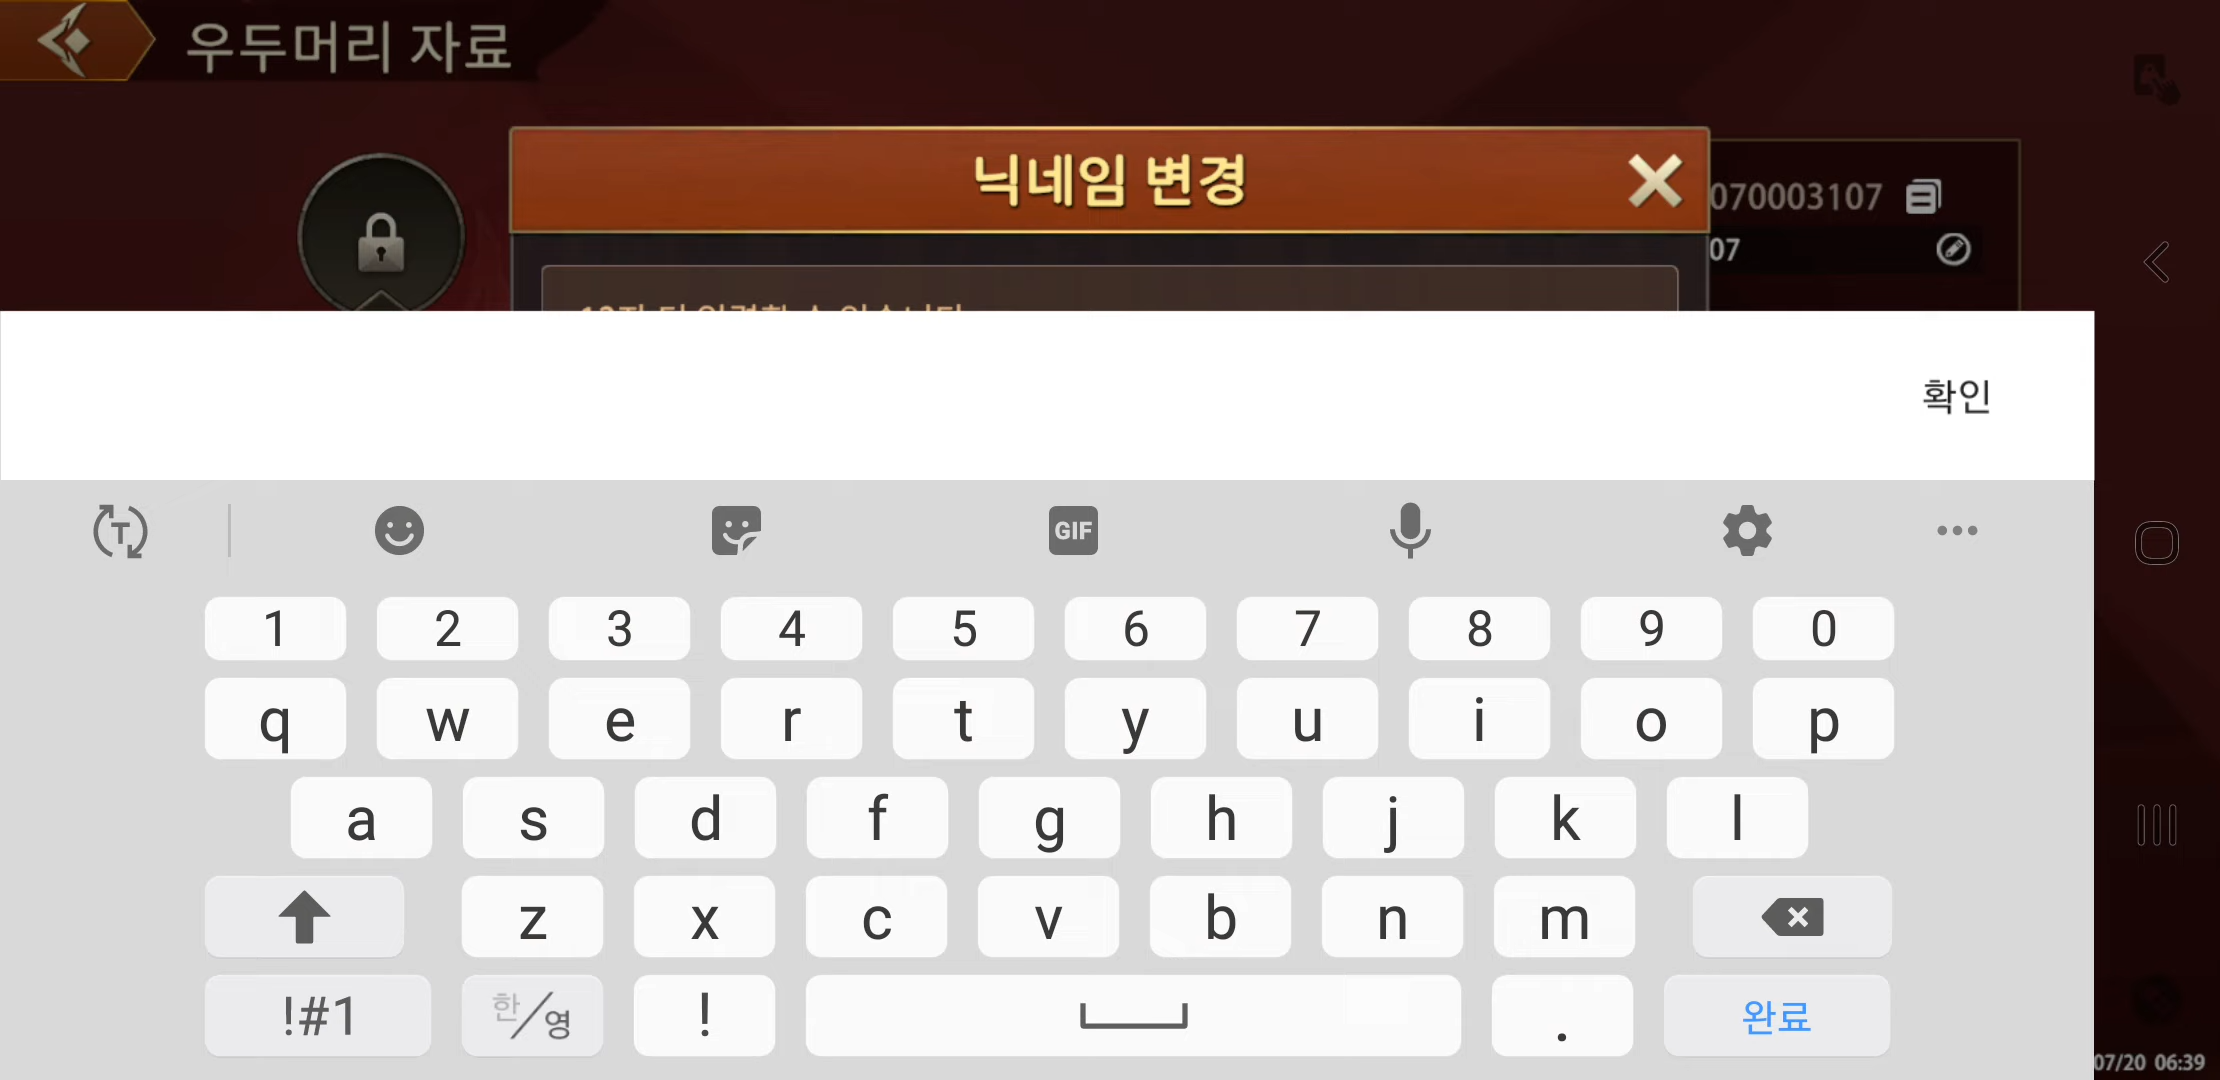 우두머리 자료
닉네임 변경
070003107
07
확인
T
GIF
1 2 3 4 5 6 7 8 9 0
q w e r t y u i o p
a s d f g h j k l
z x c v b n m
!#1 한/영 ! . 완료
07/20 06:39